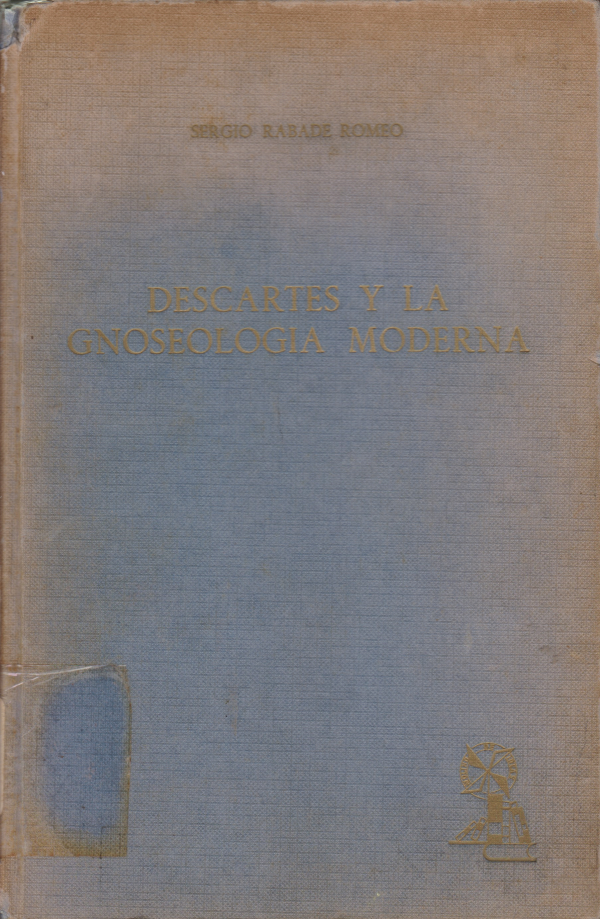 SERGIO RABADE ROMEO
DESCARTES Y LA
GNOSEOLOGIA MODERNA